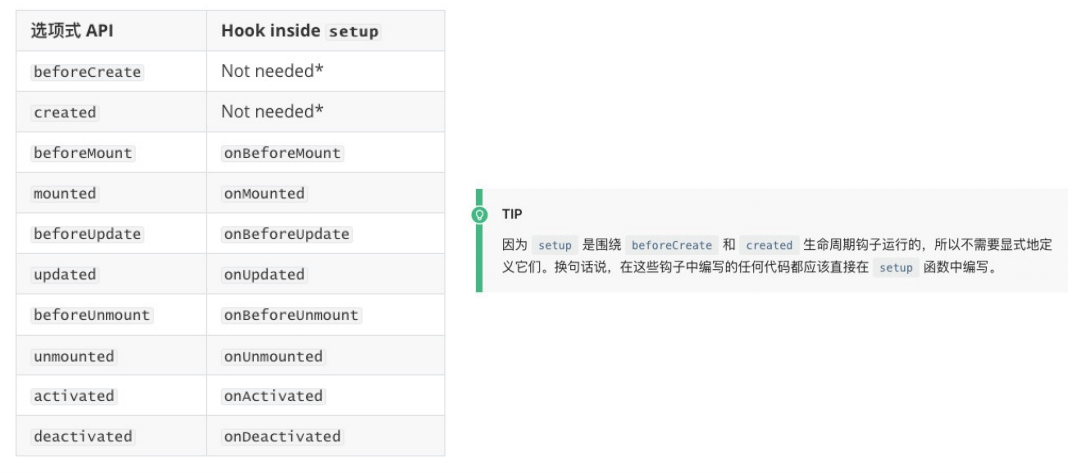 选项式 API Hook inside setup
beforeCreate Not needed*
created Not needed*
beforeMount onBeforeMount
mounted onMounted
beforeUpdate onBeforeUpdate
updated onUpdated
beforeUnmount onBeforeUnmount
unmounted onUnmounted
activated onActivated
deactivated onDeactivated
TIP
因为 setup 是围绕 beforeCreate 和 created 生命周期钩子运行的，所以不需要显式地定
义它们。换句话说，在这些钩子中编写的任何代码都应该直接在 setup 函数中编写。